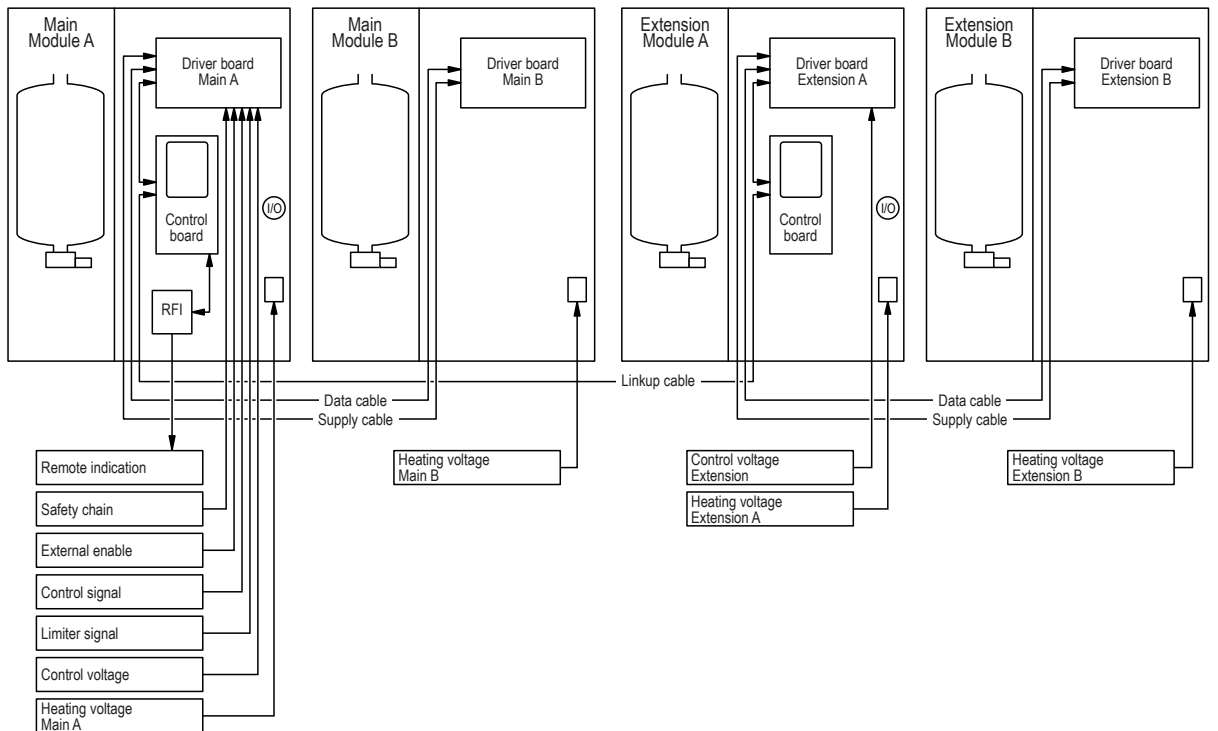 Main
Module A
Driver board
Main A
Control
board
I/O
RFI
Main
Module B
Driver board
Main B
Extension
Module A
Driver board
Extension A
Control
board
I/O
Extension
Module B
Driver board
Extension B
Linkup cable
Data cable
Supply cable
Data cable
Supply cable
Remote indication
Safety chain
External enable
Control signal
Limiter signal
Control voltage
Heating voltage
Main A
Heating voltage
Main B
Control voltage
Extension
Heating voltage
Extension A
Heating voltage
Extension B